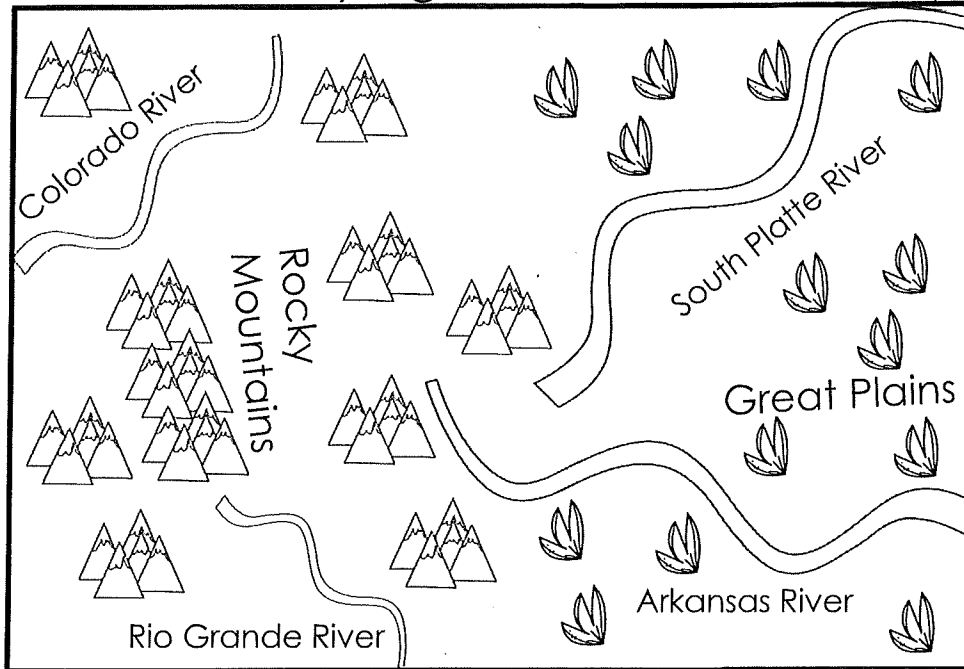 Colorado River
South Platte River
Rocky
Mountains
Great Plains
Arkansas River
Rio Grande River